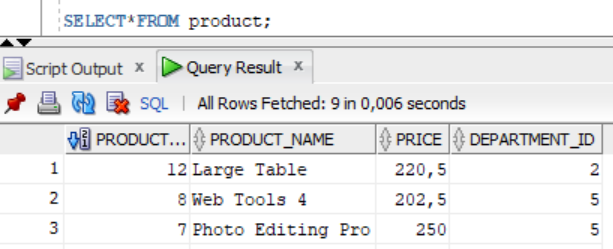 SELECT*FROM product;
Script Output x Query Result x
SQL | All Rows Fetched: 9 in 0,006 seconds
PRODUCT... PRODUCT_NAME PRICE DEPARTMENT_ID
1 12 Large Table 220,5 2
2 8 Web Tools 4 202,5 5
3 7 Photo Editing Pro 250 5